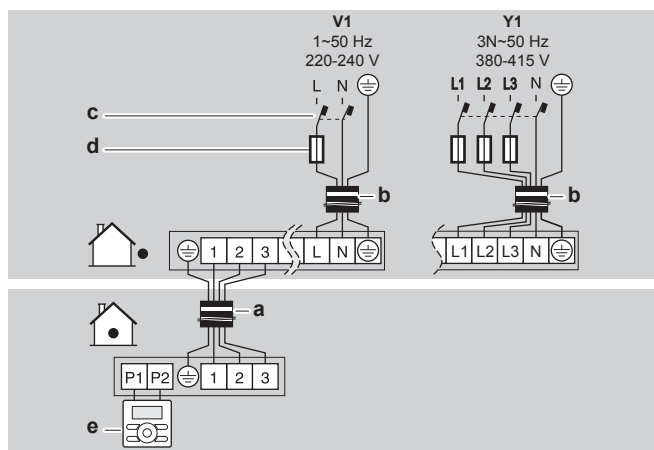 V1
1~50 Hz
220-240 V
L N
Y1
3N~50 Hz
380-415 V
L1 L2 L3 N
c
d
b
b
1 2 3 L N
L1 L2 L3 N
a
P1 P2 1 2 3
e